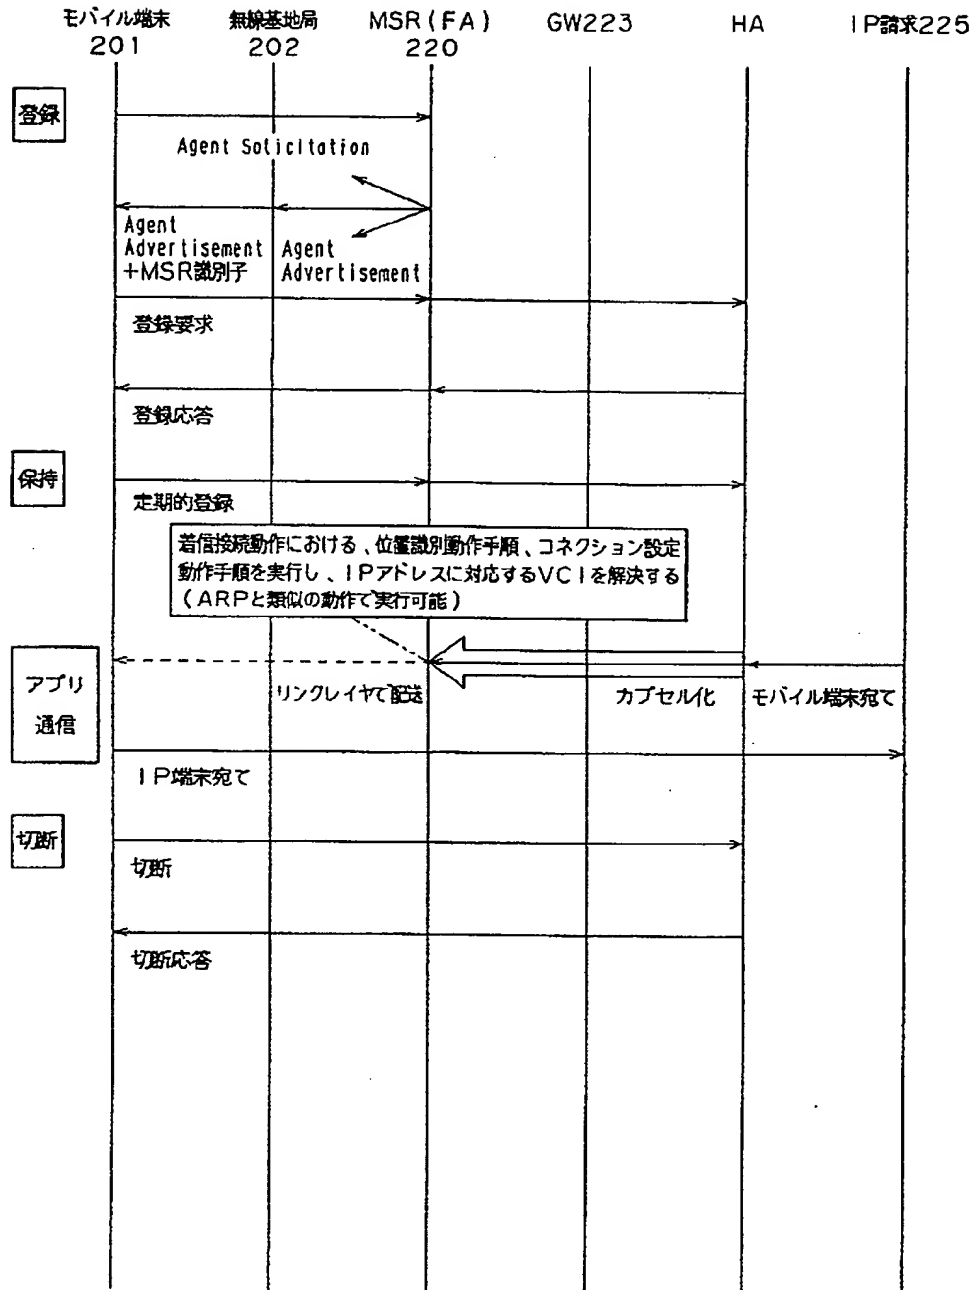 モバイル端末 無線基地局 MSR(FA) GW223 HA IP請求225
201 202 220
登録
Agent Solicitation
Agent
Advertisement
+MSR識別子
Agent
Advertisement
登録要求
登録応答
保持
定期的登録
着信接続動作における、位置識別動作手順、コネクション設定
動作手順を実行し、IPアドレスに対応するVCIを解決する
(ARPと類似の動作で実行可能)
アプリ
通信
リンクレイヤで配送 カプセル化 モバイル端末宛て
IP端末宛て
切断
切断
切断応答